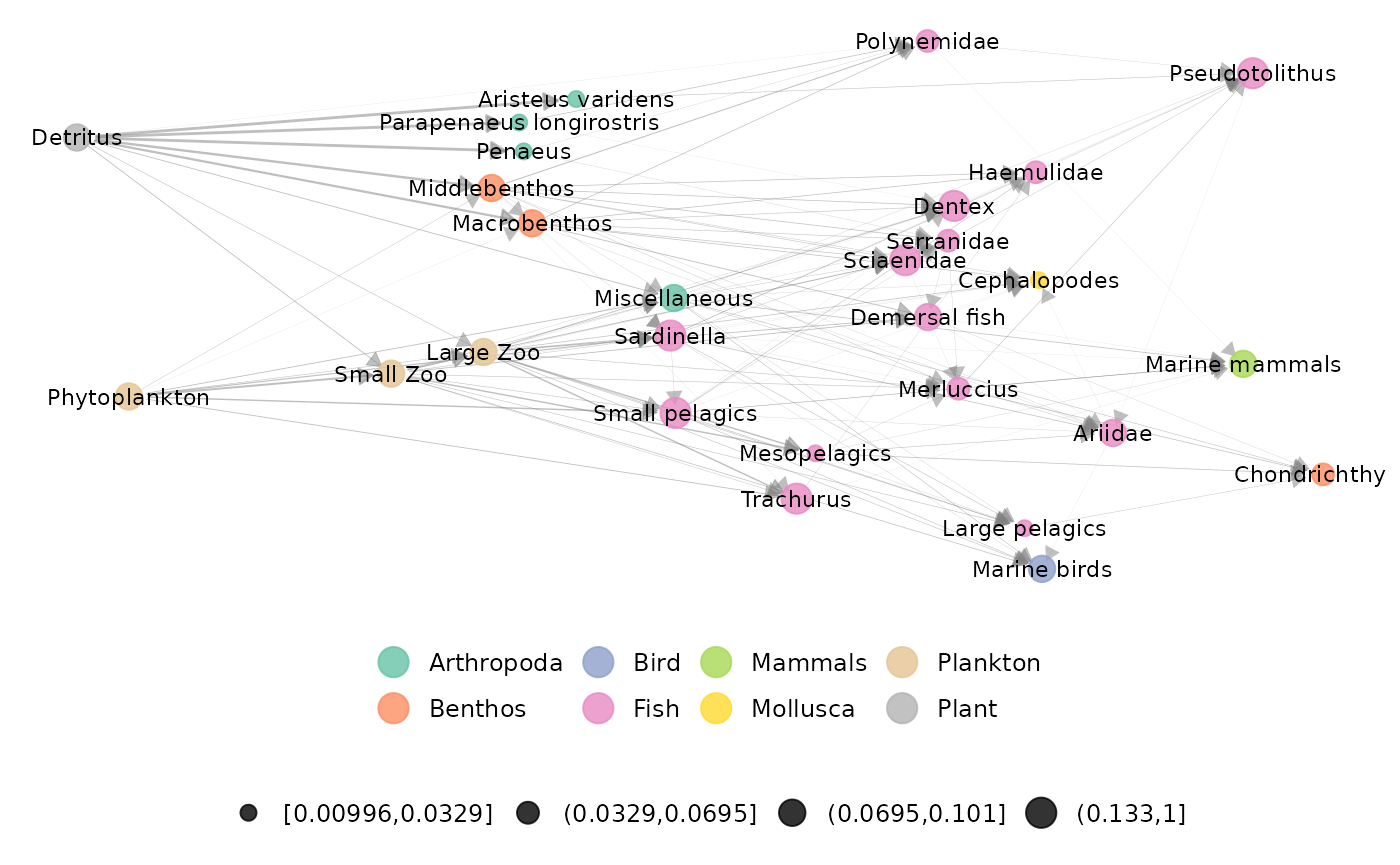 Polynemidae
Pseudotolithus
Aristeus varidens
Parapenaeus longirostris
Detritus
Penaeus
Haemulidae
Middlebenthos
Dentex
Macrobenthos
Serranidae
Sciaenidae
Cephalopodes
Miscellaneous
Demersal fish
Sardinella
Large Zoo
Marine mammals
Small Zoo
Merluccius
Phytoplankton
Small pelagics
Ariidae
Mesopelagics
Chondrichthy
Trachurus
Large pelagics
Marine birds
Arthropoda Bird Mammals Plankton
Benthos Fish Mollusca Plant
[0.00996,0.0329] (0.0329,0.0695] (0.0695,0.101] (0.133,1]